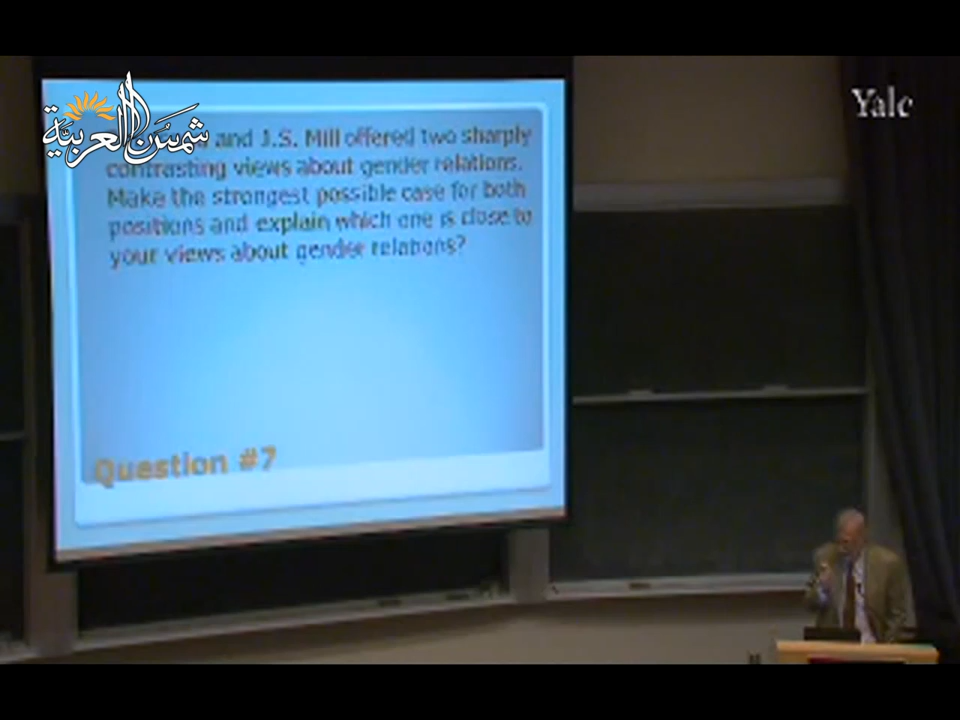 شمس العربية
Yale
and J.S. Mill offered two sharply
contrasting views about gender relations.
Make the strongest possible case for both
positions and explain which one is close to
your views about gender relations?
Question #7